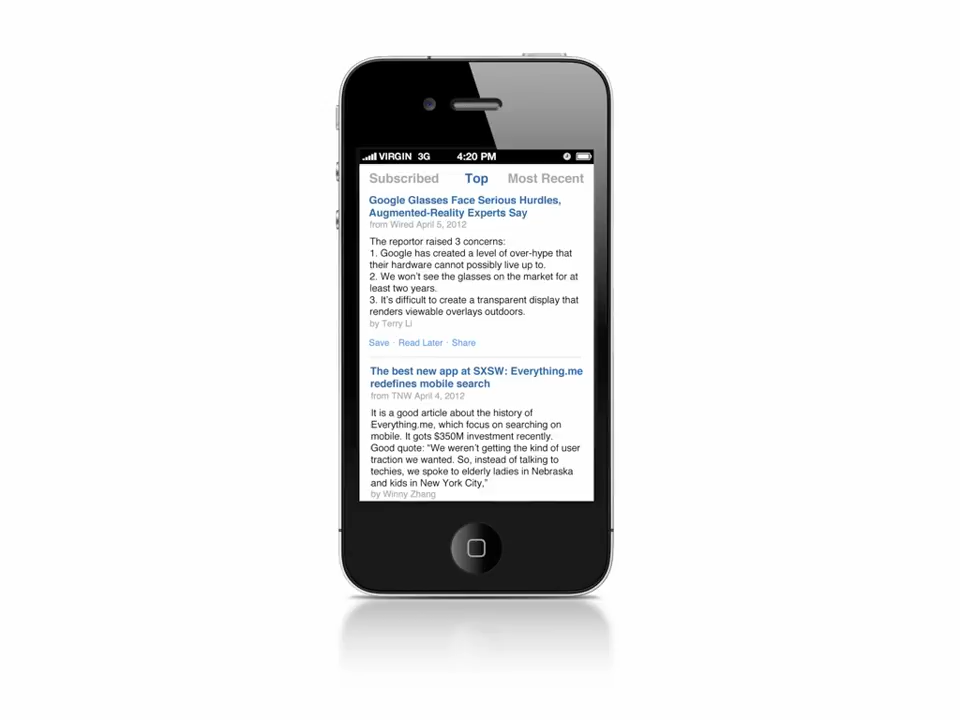 VIRGIN 3G 4:20 PM
Subscribed Top Most Recent
Google Glasses Face Serious Hurdles,
Augmented-Reality Experts Say
from Wired April 5, 2012
The reporter raised 3 concerns:
1. Google has created a level of over-hype that
their hardware cannot possibly live up to.
2. We won't see the glasses on the market for at
least two years.
3. It's difficult to create a transparent display that
renders viewable overlays outdoors.
by Terry Li
Save · Read Later · Share
The best new app at SXSW: Everything.me
redefines mobile search
from TNW April 4, 2012
It is a good article about the history of
Everything.me, which focus on searching on
mobile. It gots $350M investment recently.
Good quote: “We weren't getting the kind of user
traction we wanted. So, instead of talking to
techies, we spoke to elderly ladies in Nebraska
and kids in New York City,”
by Winny Zhang